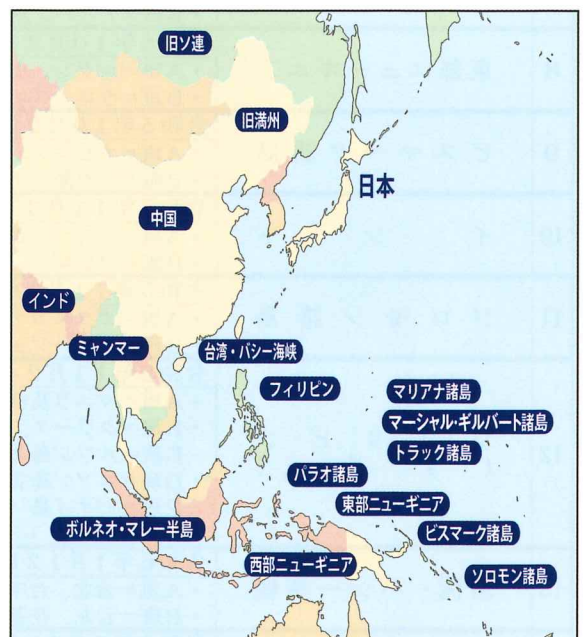 旧ソ連
旧満州
日本
中国
インド
ミャンマー
台湾・バシー海峡
フィリピン
マリアナ諸島
マーシャル・ギルバート諸島
トラック諸島
パラオ諸島
東部ニューギニア
ボルネオ・マレー半島
ビスマーク諸島
西部ニューギニア
ソロモン諸島